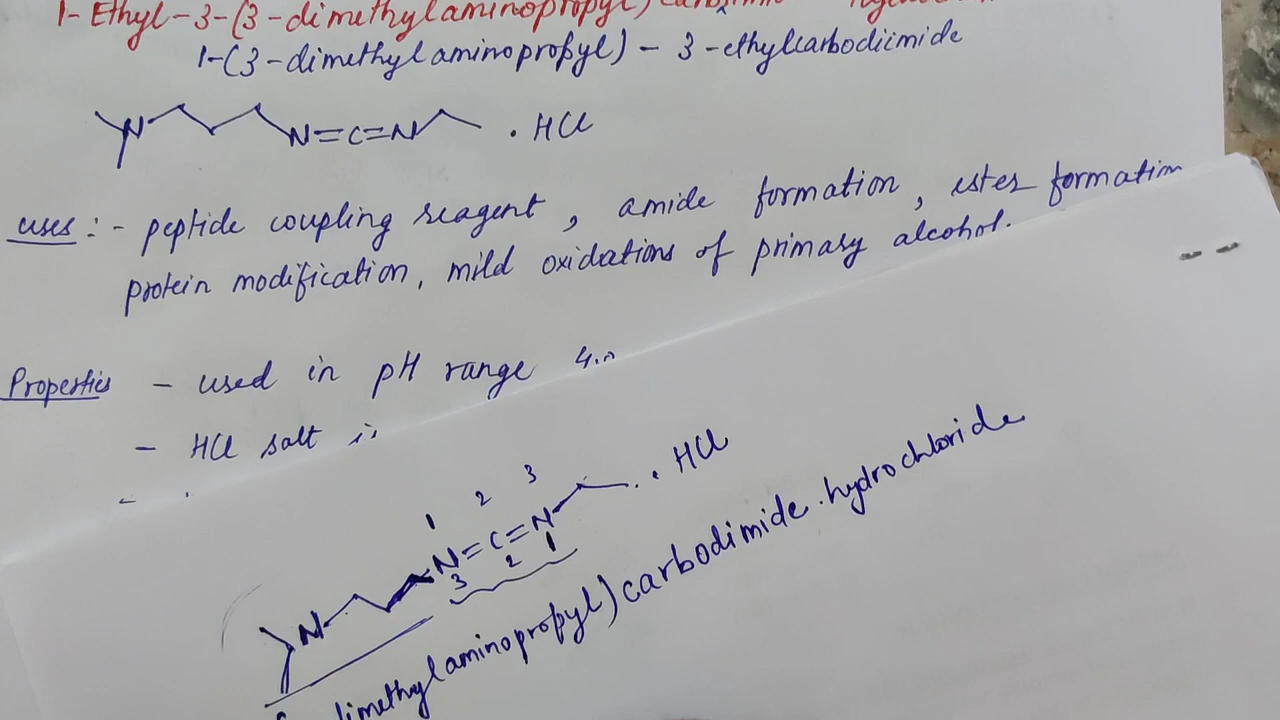 1-Ethyl-3-(3-dimethylaminopropyl)
1-(3-dimethylaminopropyl) - 3-ethylcarbodiimide
N N=C=N . HCl
uses :- peptide coupling reagent , amide formation , ester formation
protein modification, mild oxidations of primary alcohol.
Properties - used in pH range
- HCl salt is
1 2 3
N N=C=N . HCl
3 2 1
dimethylaminopropyl)carbodimide.hydrochloride